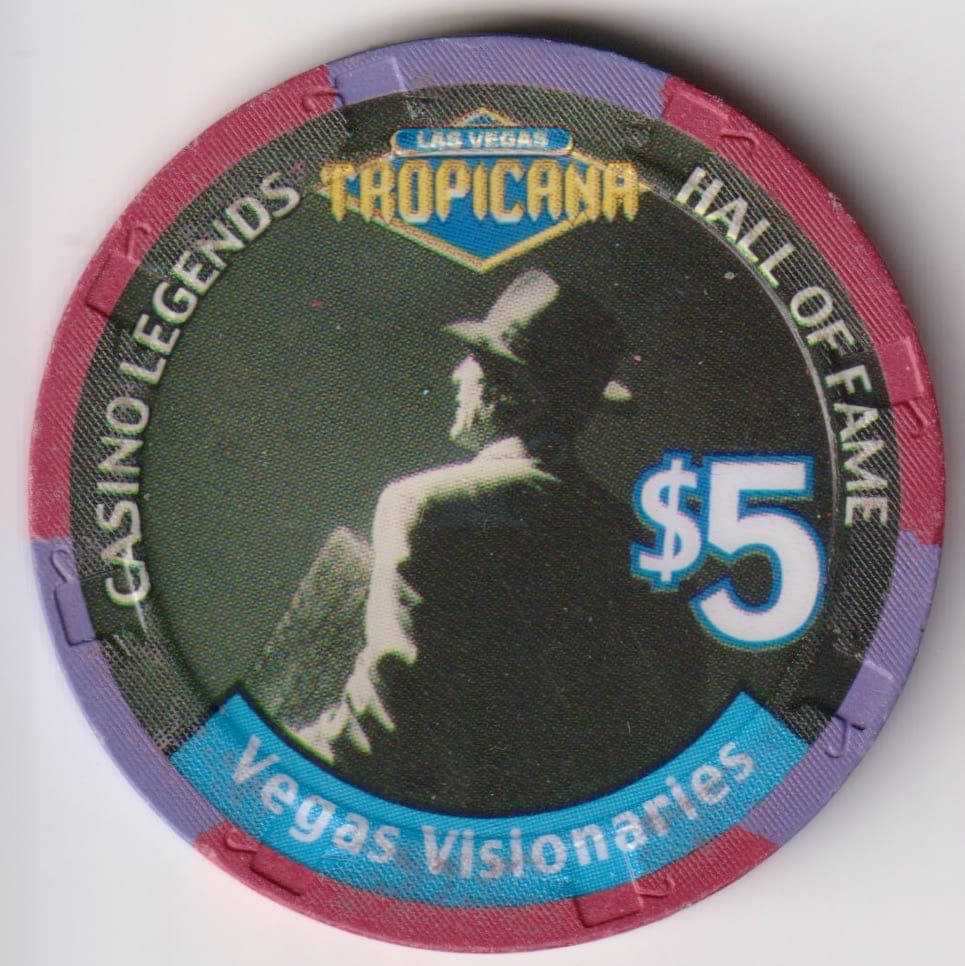 LAS VEGAS
TROPICANA
CASINO LEGENDS
HALL OF FAME
$5
Vegas Visionaries